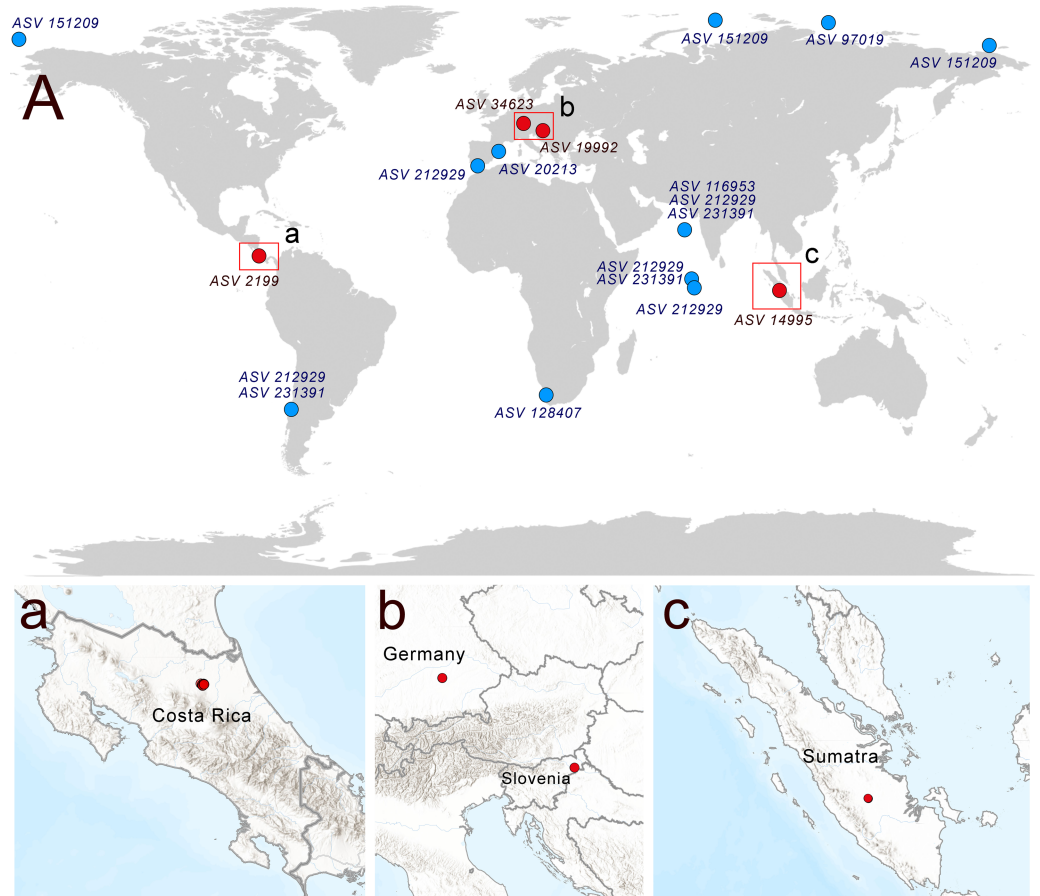 ASV 151209
A
ASV 151209
ASV 97019
ASV 151209
ASV 34623
b
ASV 19992
ASV 212929
ASV 20213
ASV 116953
ASV 212929
ASV 231391
a
ASV 2199
c
ASV 212929
ASV 231391
ASV 212929
ASV 14995
ASV 212929
ASV 231391
ASV 128407
a
Costa Rica
b
Germany
Slovenia
c
Sumatra